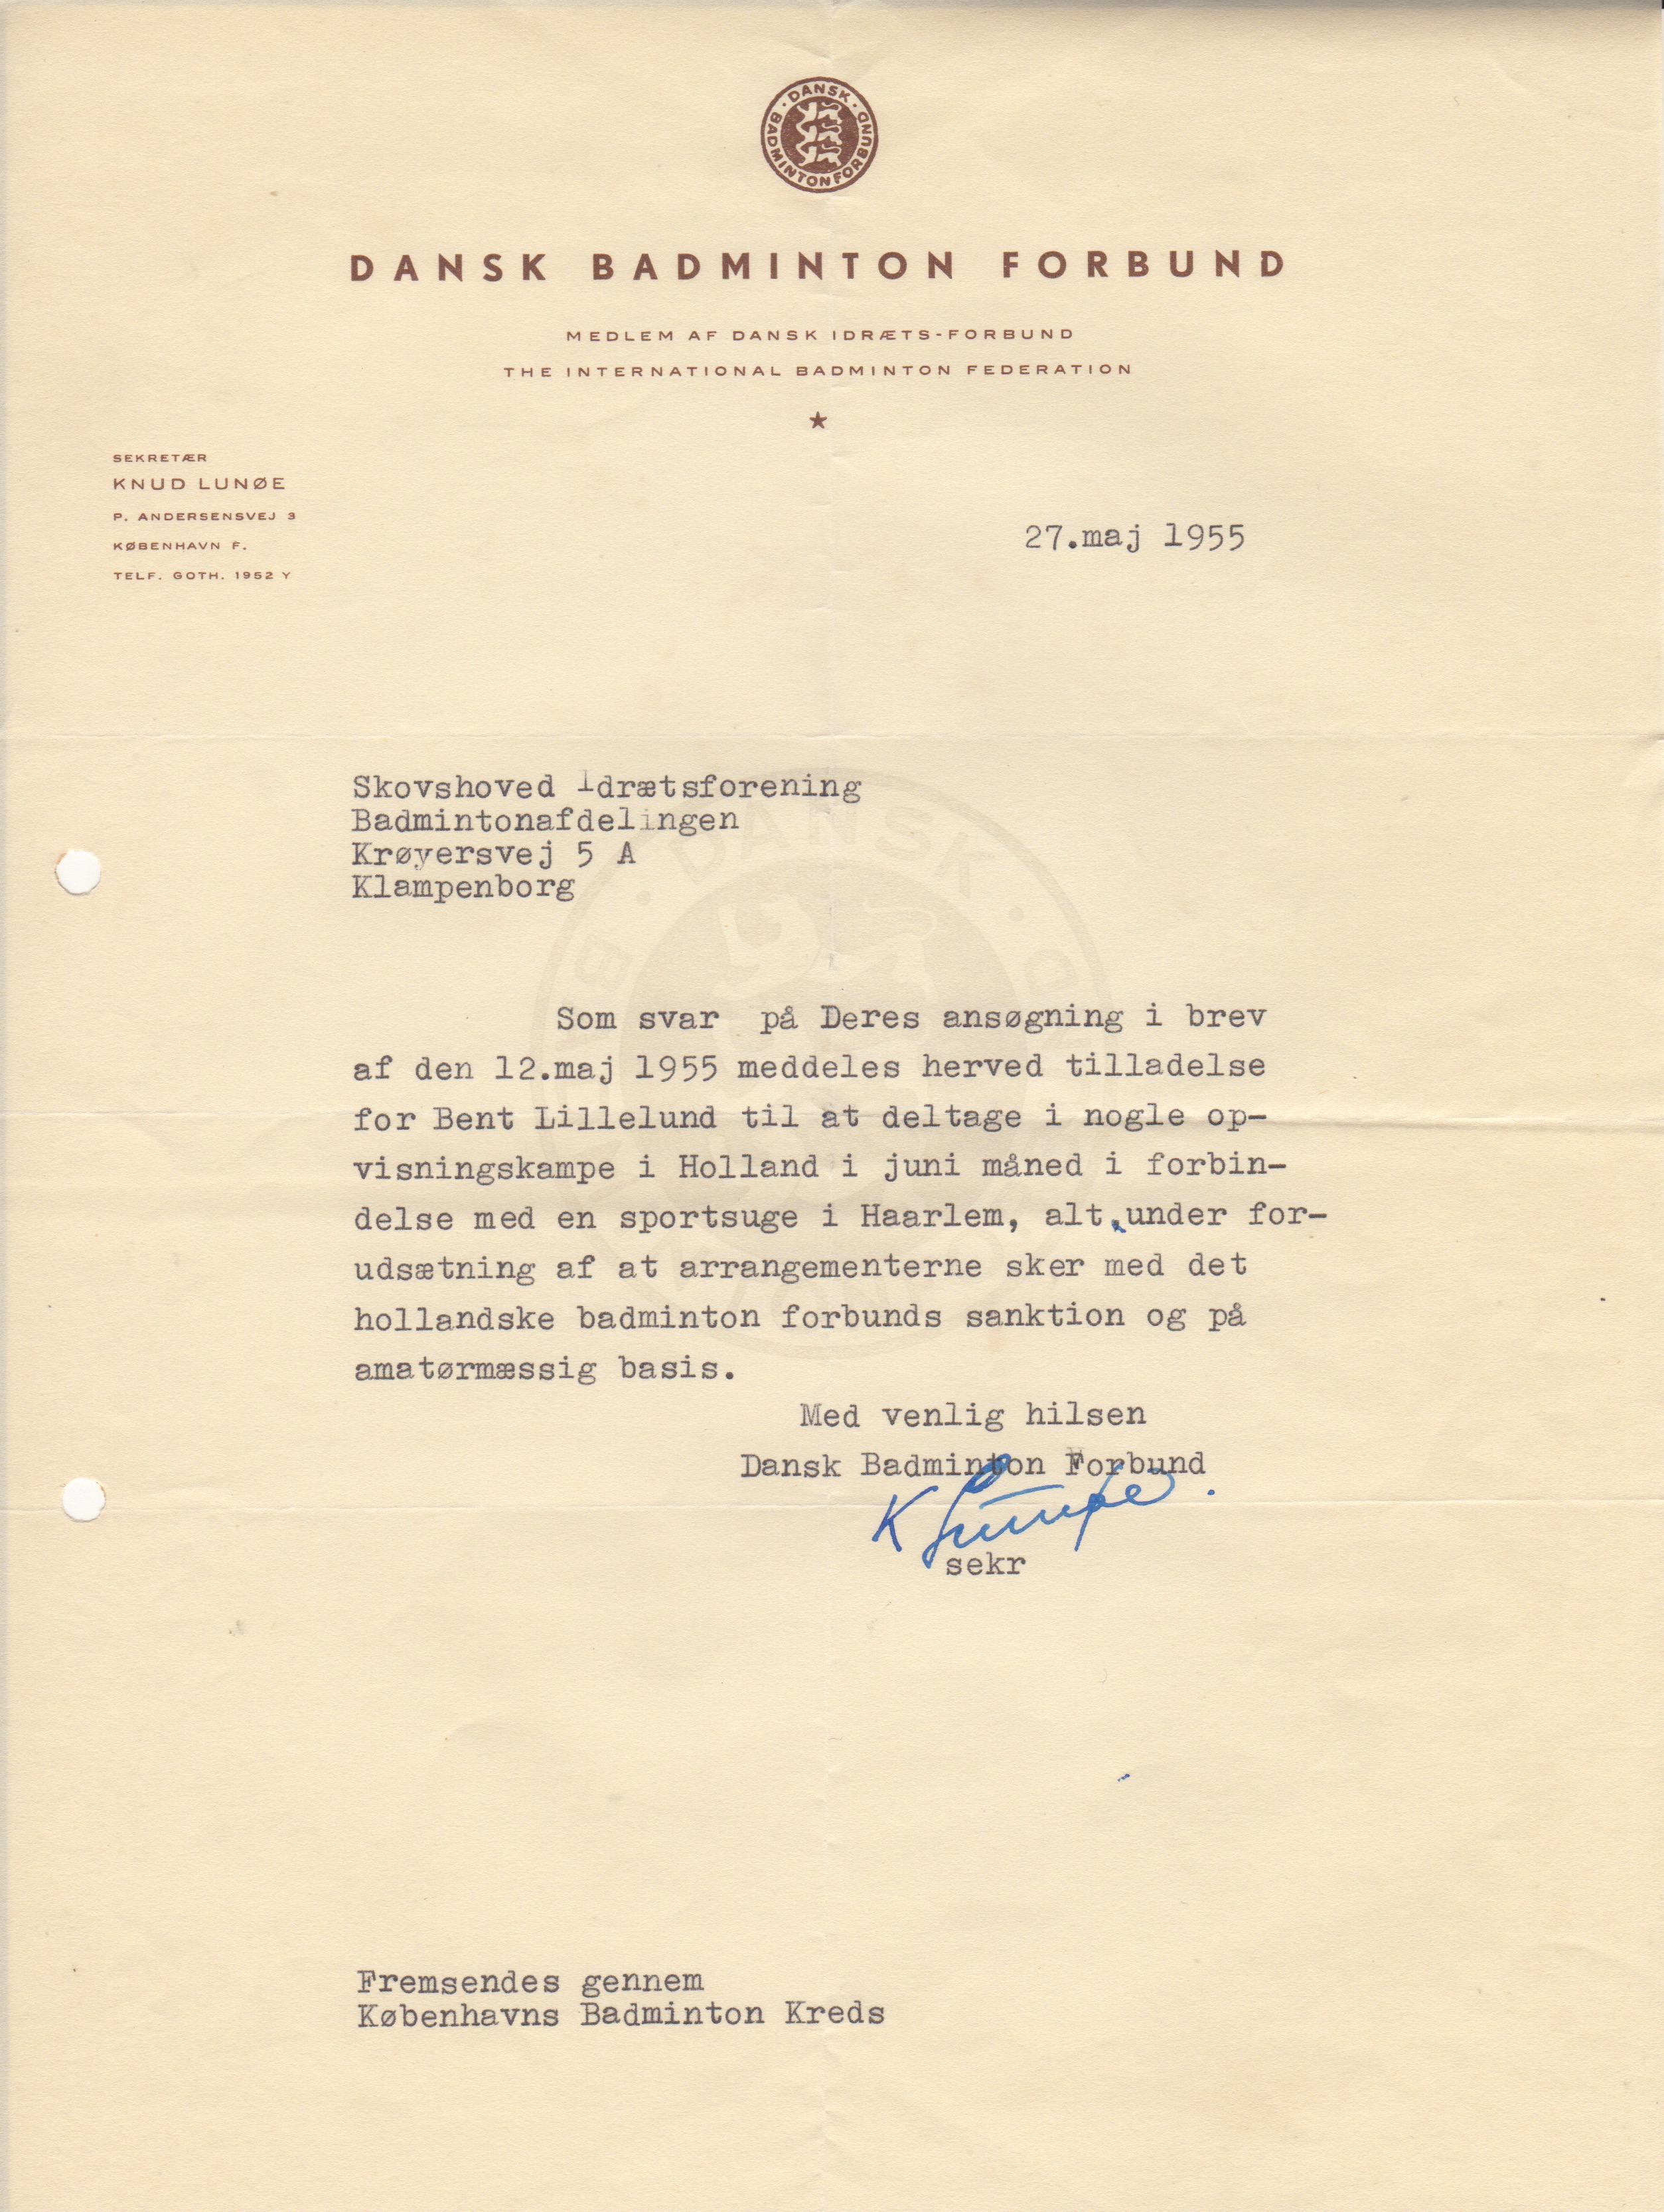 DANSK BADMINTON FORBUND
DANSK BADMINTON FORBUND
MEDLEM AF DANSK IDRÆTS-FORBUND
THE INTERNATIONAL BADMINTON FEDERATION
SEKRETÆR
KNUD LUNØE
P. ANDERSENSVEJ 3
KØBENHAVN F.
TELF. GOTH. 1952 Y
27.maj 1955
Skovshoved Idrætsforening
Badmintonafdelingen
Krøyersvej 5 A
Klampenborg
Som svar på Deres ansøgning i brev
af den 12.maj 1955 meddeles herved tilladelse
for Bent Lillelund til at deltage i nogle op-
visningskampe i Holland i juni måned i forbin-
delse med en sportsuge i Haarlem, alt, under for-
udsætning af at arrangementerne sker med det
hollandske badminton forbunds sanktion og på
amatørmæssig basis.
Med venlig hilsen
Dansk Badminton Forbund
K Lunøe.
sekr
Fremsendes gennem
Københavns Badminton Kreds